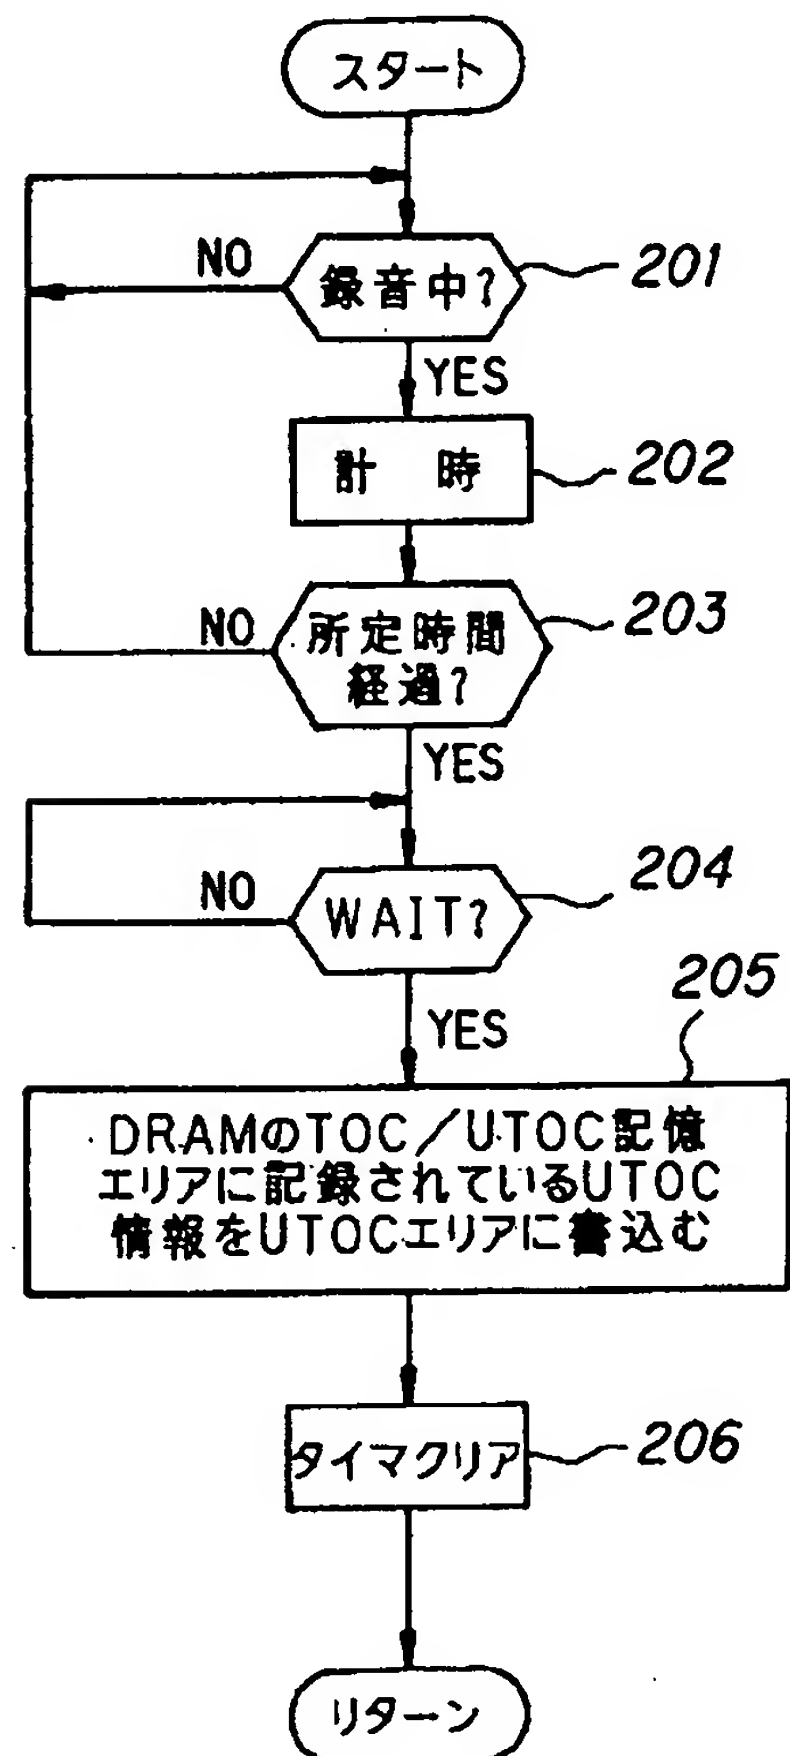 スタート
NO
録音中?
201
YES
計 時
202
NO
所定時間
経過?
203
YES
NO
WAIT?
204
YES
205
DRAMのTOC/UTOC記憶
エリアに記録されているUTOC
情報をUTOCエリアに書込む
タイマクリア
206
リターン